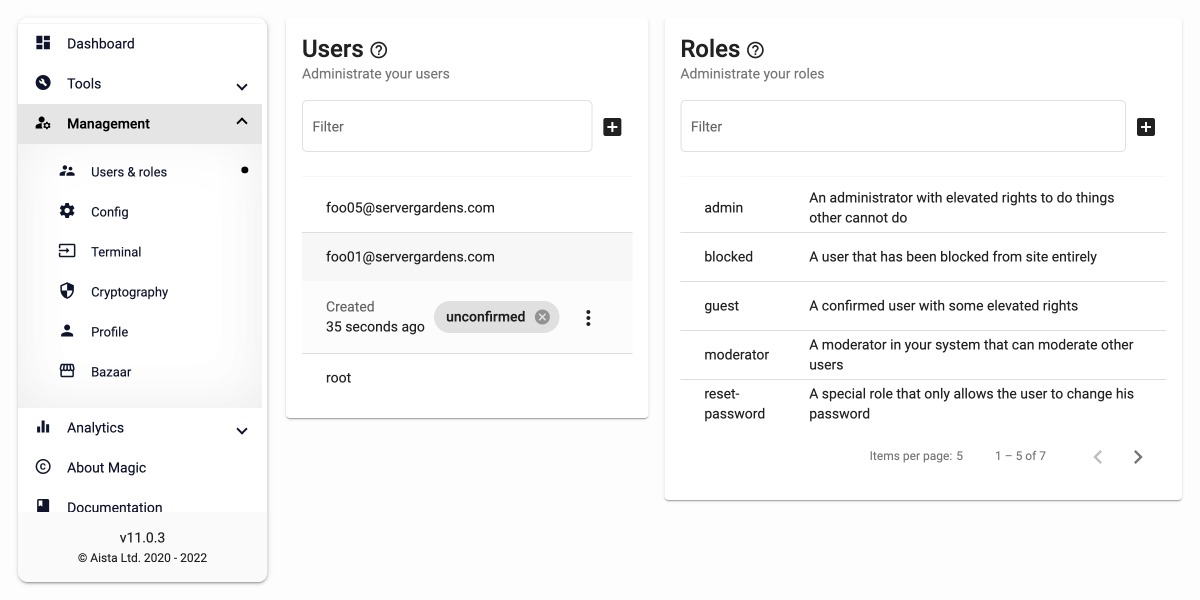 Dashboard
Tools
Management
Users & roles
Config
Terminal
Cryptography
Profile
Bazaar
Analytics
About Magic
Documentation
v11.0.3
© Aista Ltd. 2020 - 2022
Users
Administrate your users
Filter
foo05@servergardens.com
foo01@servergardens.com
Created
35 seconds ago
unconfirmed
root
Roles
Administrate your roles
Filter
admin
An administrator with elevated rights to do things
other cannot do
blocked
A user that has been blocked from site entirely
guest
A confirmed user with some elevated rights
moderator
A moderator in your system that can moderate other
users
reset-
password
A special role that only allows the user to change his
password
Items per page: 5
1 – 5 of 7